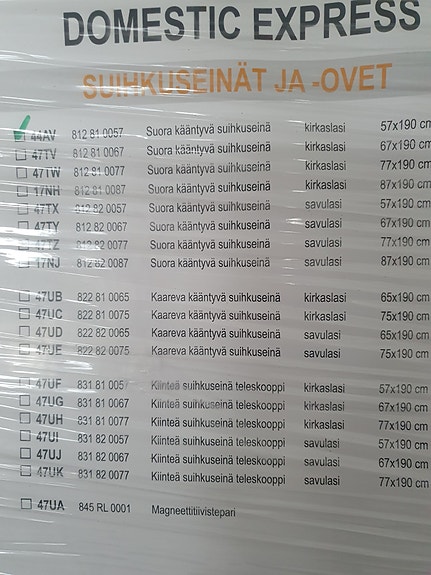 DOMESTIC EXPRESS
SUIHKUSEINÄT JA -OVET
44AV 812 81 0057 Suora kääntyvä suihkuseinä kirkaslasi 57x190 cm
47TV 812 81 0067 Suora kääntyvä suihkuseinä kirkaslasi 67x190 cm
47TW 812 81 0077 Suora kääntyvä suihkuseinä kirkaslasi 77x190 cm
17NH 812 81 0087 Suora kääntyvä suihkuseinä kirkaslasi 87x190 cm
47TX 812 82 0057 Suora kääntyvä suihkuseinä savulasi 57x190 cm
47TY 812 82 0067 Suora kääntyvä suihkuseinä savulasi 67x190 cm
47TZ 812 82 0077 Suora kääntyvä suihkuseinä savulasi 77x190 cm
17NJ 812 82 0087 Suora kääntyvä suihkuseinä savulasi 87x190 cm
47UB 822 81 0065 Kaareva kääntyvä suihkuseinä kirkaslasi 65x190 cm
47UC 822 81 0075 Kaareva kääntyvä suihkuseinä kirkaslasi 75x190 cm
47UD 822 82 0065 Kaareva kääntyvä suihkuseinä savulasi 65x190 cm
47UE 822 82 0075 Kaareva kääntyvä suihkuseinä savulasi 75x190 cm
47UF 831 81 0057 Kiinteä suihkuseinä teleskooppi kirkaslasi 57x190 cm
47UG 831 81 0067 Kiinteä suihkuseinä teleskooppi kirkaslasi 67x190 cm
47UH 831 81 0077 Kiinteä suihkuseinä teleskooppi kirkaslasi 77x190 cm
47UI 831 82 0057 Kiinteä suihkuseinä teleskooppi savulasi 57x190 cm
47UJ 831 82 0067 Kiinteä suihkuseinä teleskooppi savulasi 67x190 cm
47UK 831 82 0077 Kiinteä suihkuseinä teleskooppi savulasi 77x190 cm
47UA 845 RL 0001 Magneettitiivistepari